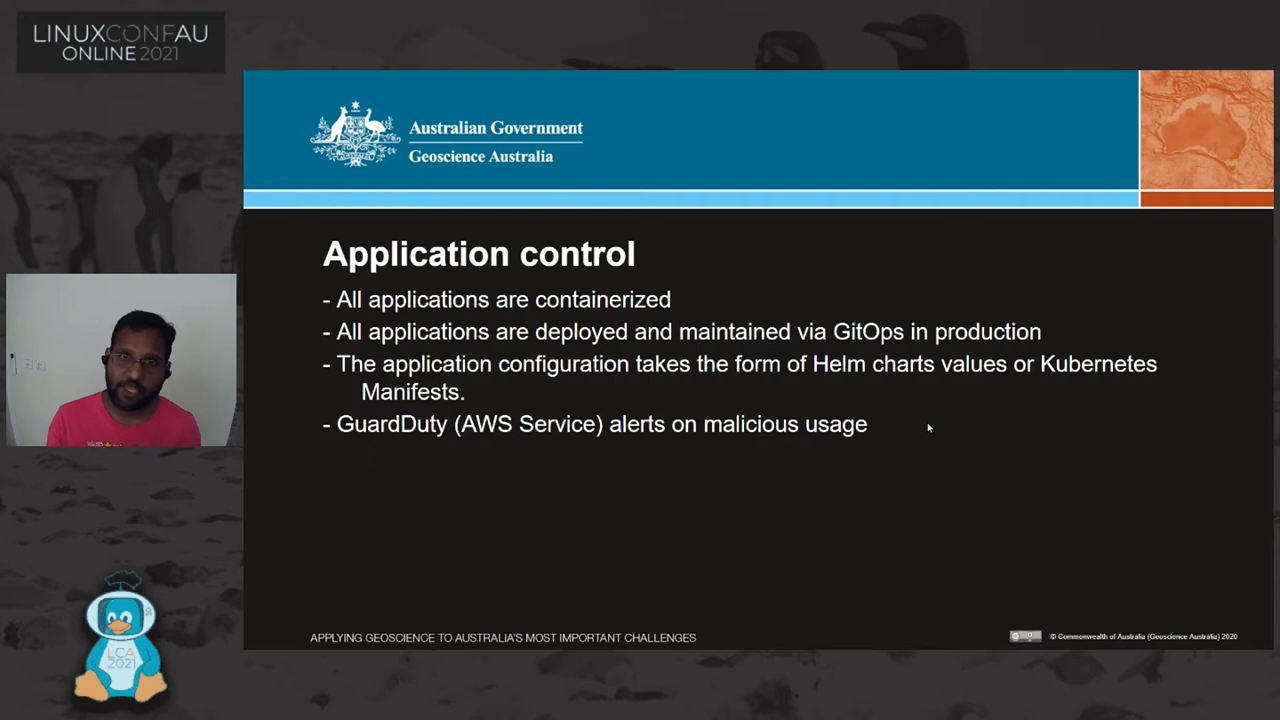 LINUXCONFAU
ONLINE 2021
Australian Government
Geoscience Australia
Application control
- All applications are containerized
- All applications are deployed and maintained via GitOps in production
- The application configuration takes the form of Helm charts values or Kubernetes
Manifests.
- GuardDuty (AWS Service) alerts on malicious usage
LCA
2021
APPLYING GEOSCIENCE TO AUSTRALIA'S MOST IMPORTANT CHALLENGES
© Commonwealth of Australia (Geoscience Australia) 2020